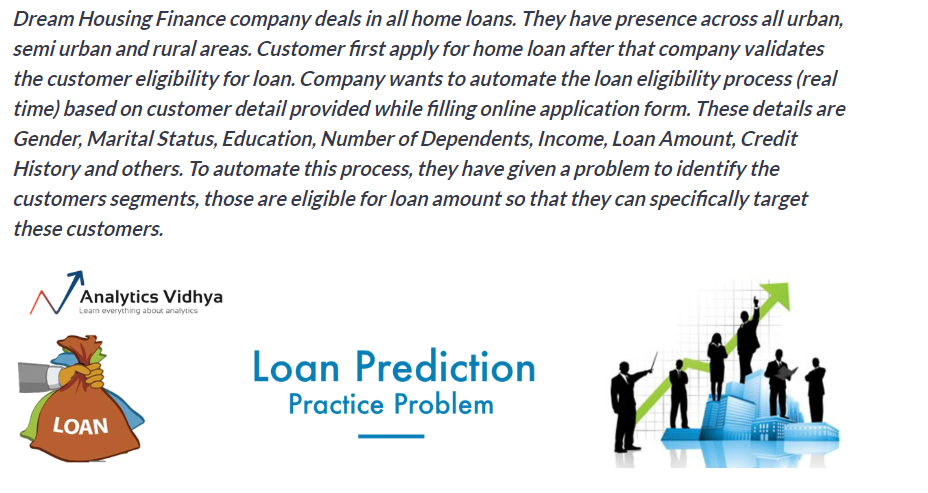 Dream Housing Finance company deals in all home loans. They have presence across all urban,
semi urban and rural areas. Customer first apply for home loan after that company validates
the customer eligibility for loan. Company wants to automate the loan eligibility process (real
time) based on customer detail provided while filling online application form. These details are
Gender, Marital Status, Education, Number of Dependents, Income, Loan Amount, Credit
History and others. To automate this process, they have given a problem to identify the
customers segments, those are eligible for loan amount so that they can specifically target
these customers.
Analytics Vidhya
Learn everything about analytics
Loan Prediction
Practice Problem
LOAN